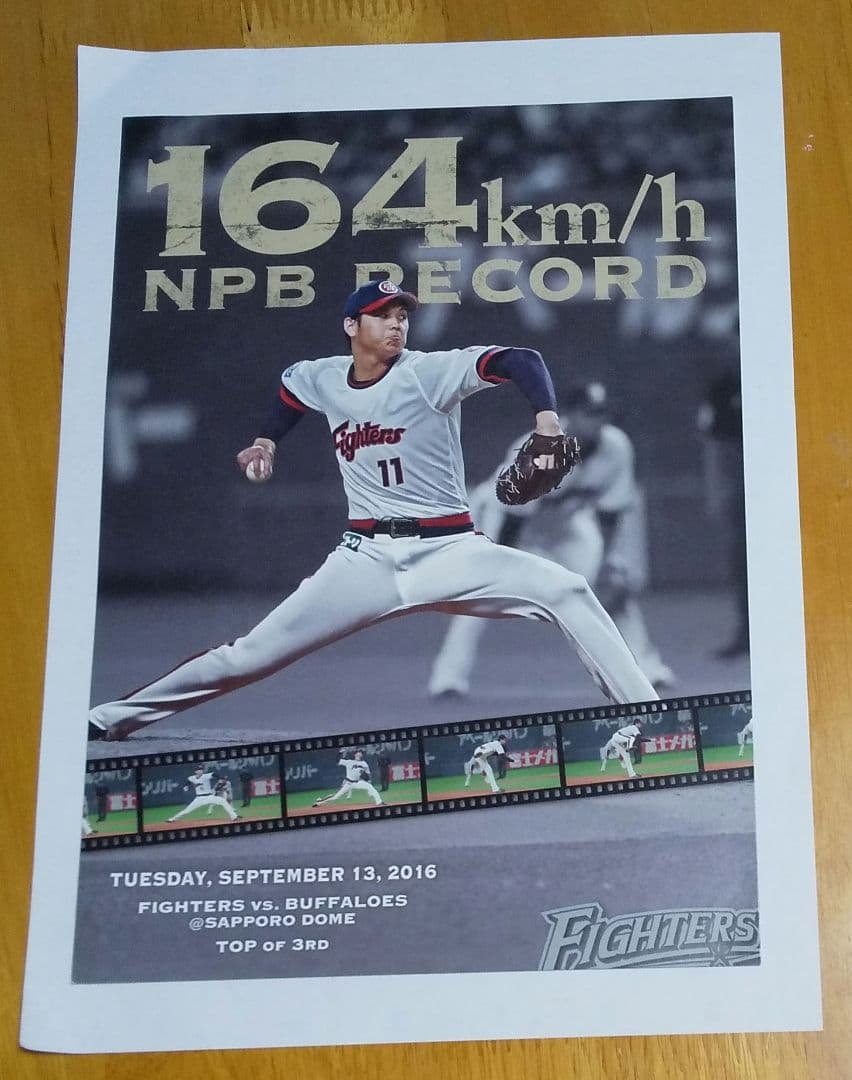 164km/h
NPB RECORD
Fighters
11
TUESDAY, SEPTEMBER 13, 2016
FIGHTERS vs. BUFFALOES
@SAPPORO DOME
TOP OF 3RD
FIGHTERS